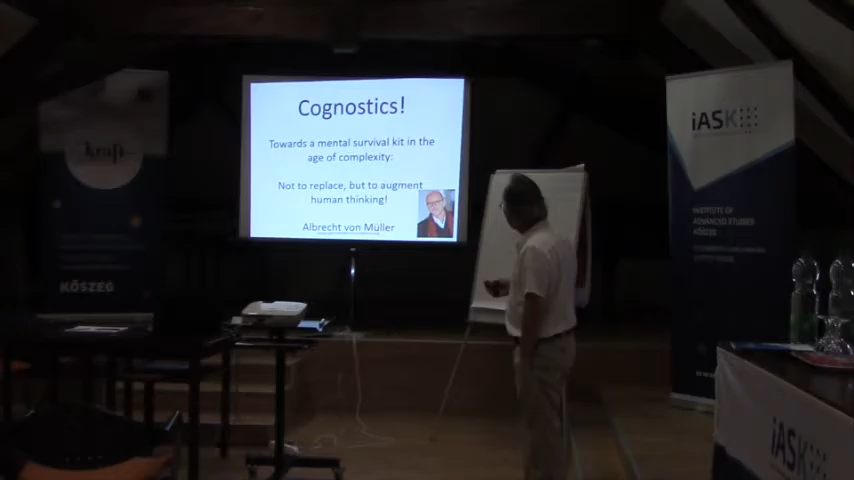 Cognostics!
Towards a mental survival kit in the
age of complexity:
Not to replace, but to augment
human thinking!
Albrecht von Müller
KŐSZEG
iASK
INSTITUTE OF
ADVANCED STUDIES
KŐSZEG
iASK